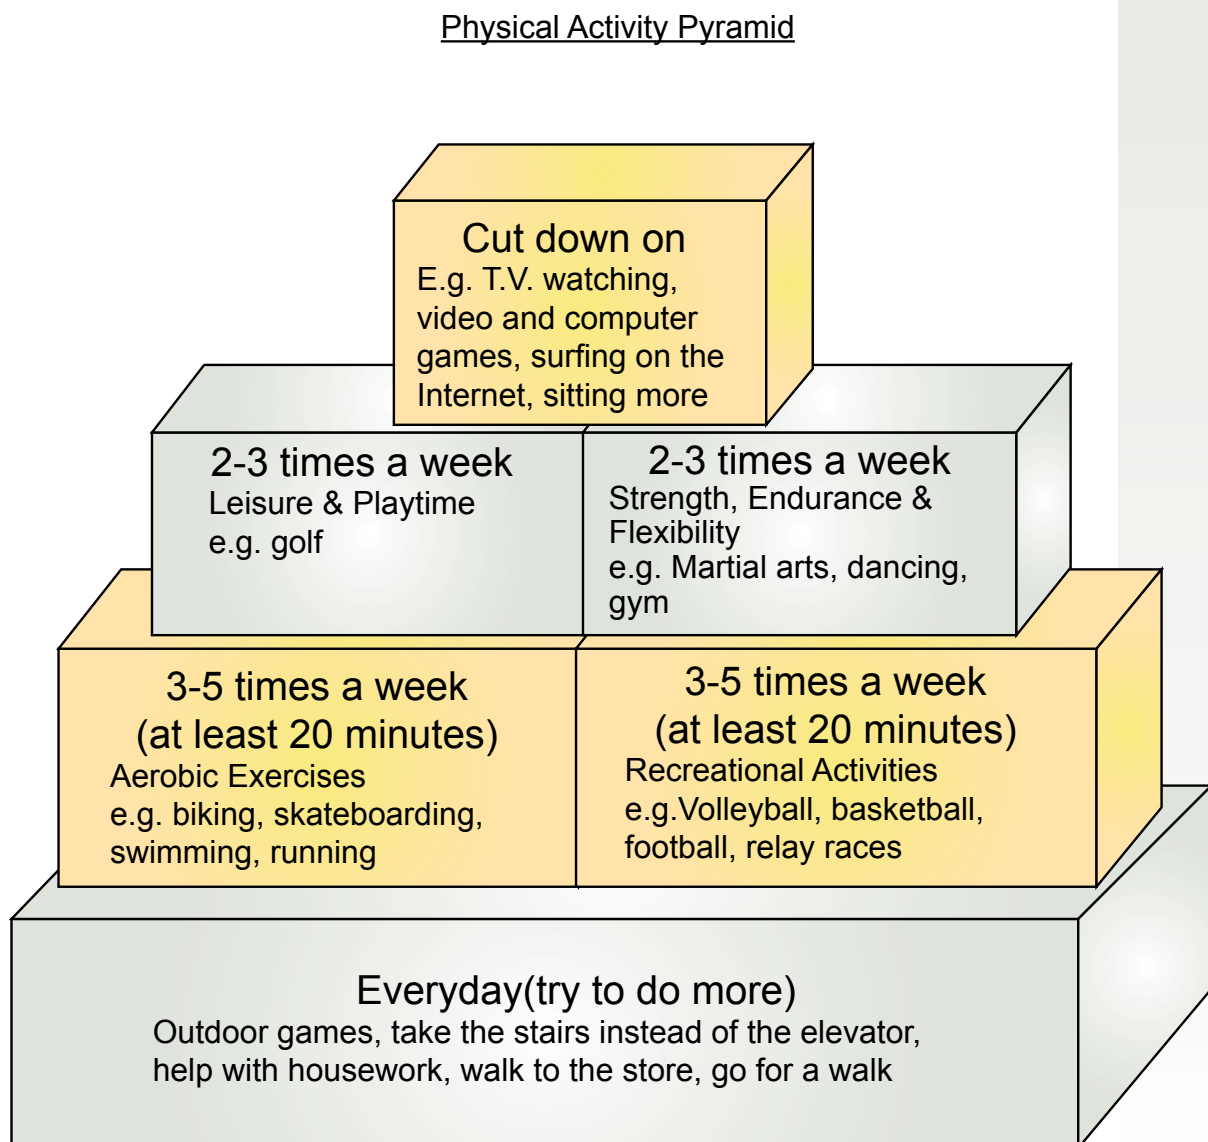 Physical Activity Pyramid
Cut down on
E.g. T.V. watching,
video and computer
games, surfing on the
Internet, sitting more
2-3 times a week
Leisure & Playtime
e.g. golf
2-3 times a week
Strength, Endurance &
Flexibility
e.g. Martial arts, dancing,
gym
3-5 times a week
(at least 20 minutes)
Aerobic Exercises
e.g. biking, skateboarding,
swimming, running
3-5 times a week
(at least 20 minutes)
Recreational Activities
e.g.Volleyball, basketball,
football, relay races
Everyday(try to do more)
Outdoor games, take the stairs instead of the elevator,
help with housework, walk to the store, go for a walk